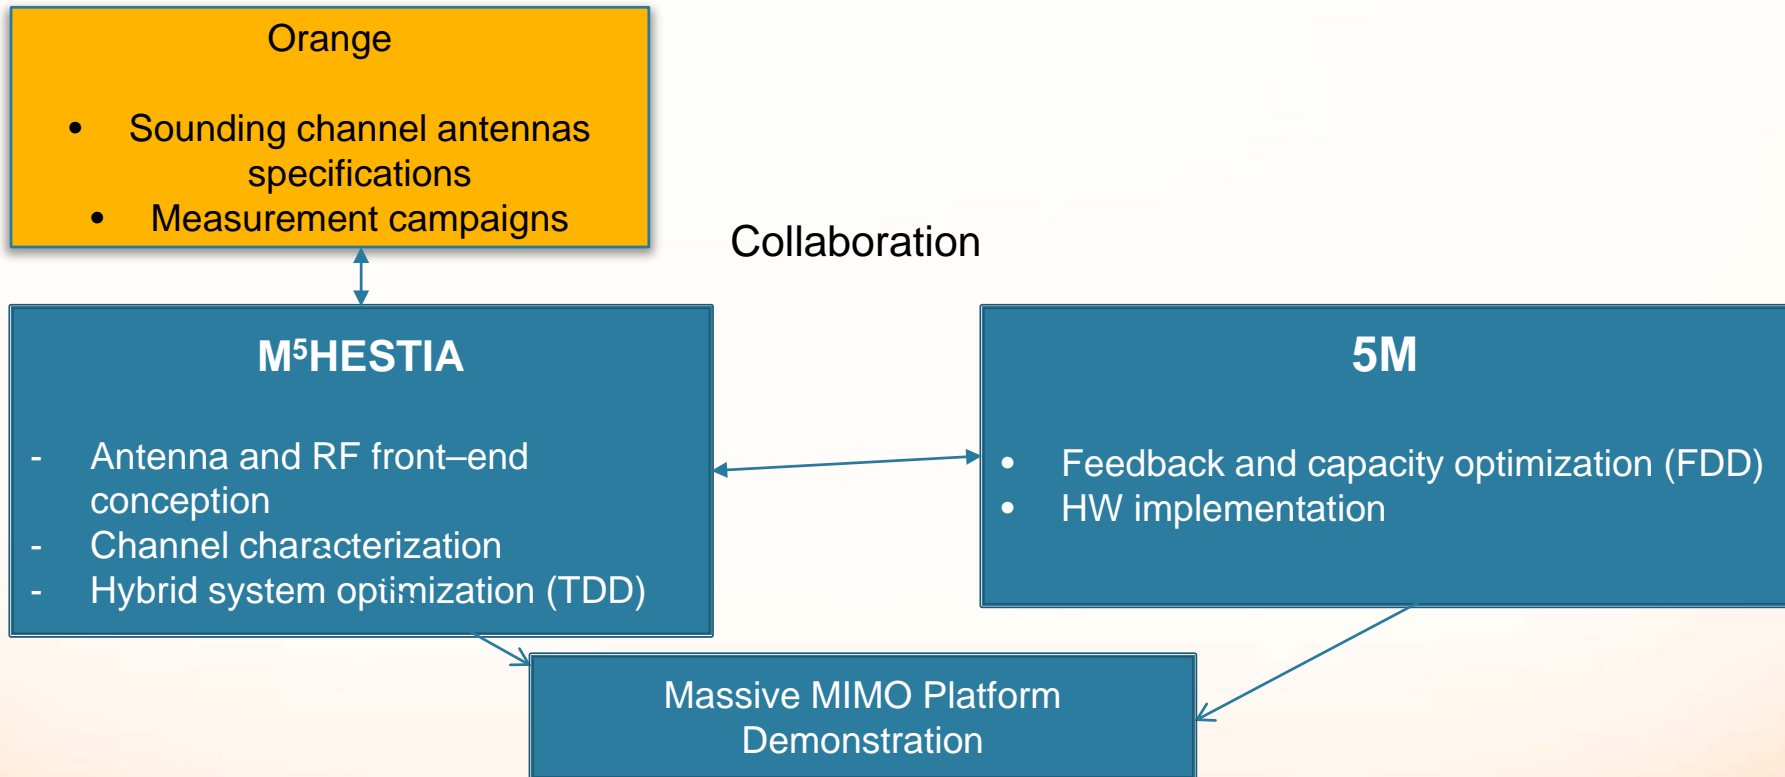 Orange
• Sounding channel antennas
specifications
• Measurement campaigns
Collaboration
M⁵HESTIA
- Antenna and RF front–end
conception
- Channel characterization
- Hybrid system optimization (TDD)
5M
• Feedback and capacity optimization (FDD)
• HW implementation
Massive MIMO Platform
Demonstration